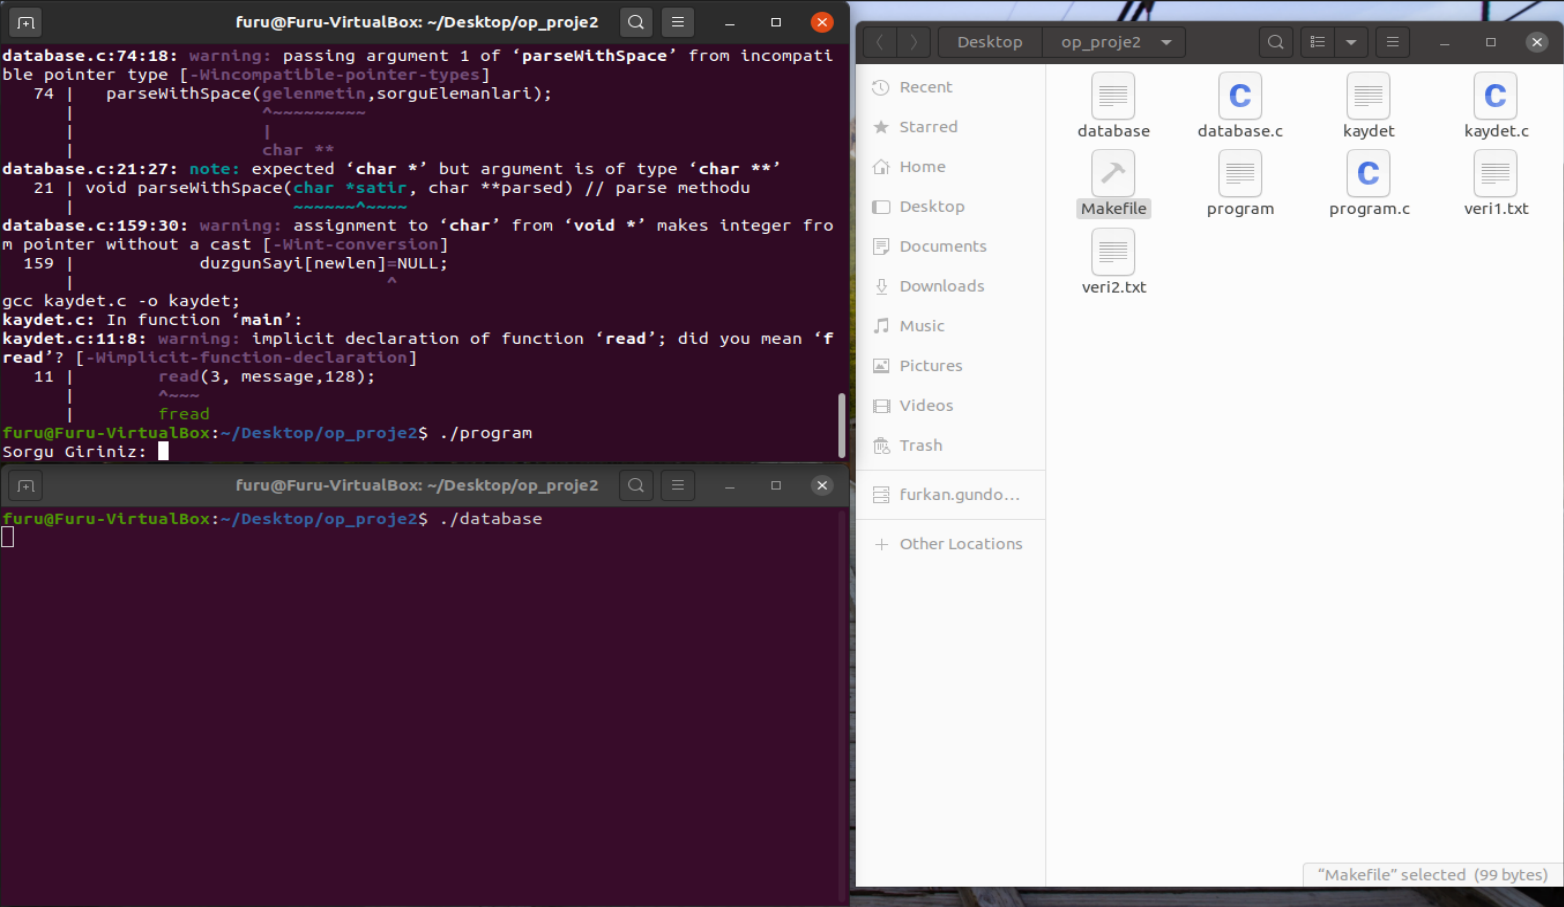 furu@Furu-VirtualBox: ~/Desktop/op_proje2
database.c:74:18: warning: passing argument 1 of ‘parseWithSpace’ from incompati
ble pointer type [-Wincompatible-pointer-types]
   74 |   parseWithSpace(gelenmetin,sorguElemanlari);
      |                  ^~~~~~~~~~
      |                  |
      |                  char **
database.c:21:27: note: expected ‘char *’ but argument is of type ‘char **’
   21 | void parseWithSpace(char *satir, char **parsed) // parse methodu
      |                     ~~~~~~^~~~~
database.c:159:30: warning: assignment to ‘char’ from ‘void *’ makes integer fro
m pointer without a cast [-Wint-conversion]
  159 |            duzgunSayi[newlen]=NULL;
      |                              ^
gcc kaydet.c -o kaydet;
kaydet.c: In function ‘main’:
kaydet.c:11:8: warning: implicit declaration of function ‘read’; did you mean ‘f
read’? [-Wimplicit-function-declaration]
   11 |        read(3, message,128);
      |        ^~~~
      |        fread
furu@Furu-VirtualBox:~/Desktop/op_proje2$ ./program
Sorgu Giriniz:
furu@Furu-VirtualBox: ~/Desktop/op_proje2
furu@Furu-VirtualBox:~/Desktop/op_proje2$ ./database
Desktop op_proje2
Recent
Starred
Home
Desktop
Documents
Downloads
Music
Pictures
Videos
Trash
furkan.gundo...
Other Locations
database database.c kaydet kaydet.c
Makefile program program.c veri1.txt
veri2.txt
“Makefile” selected (99 bytes)